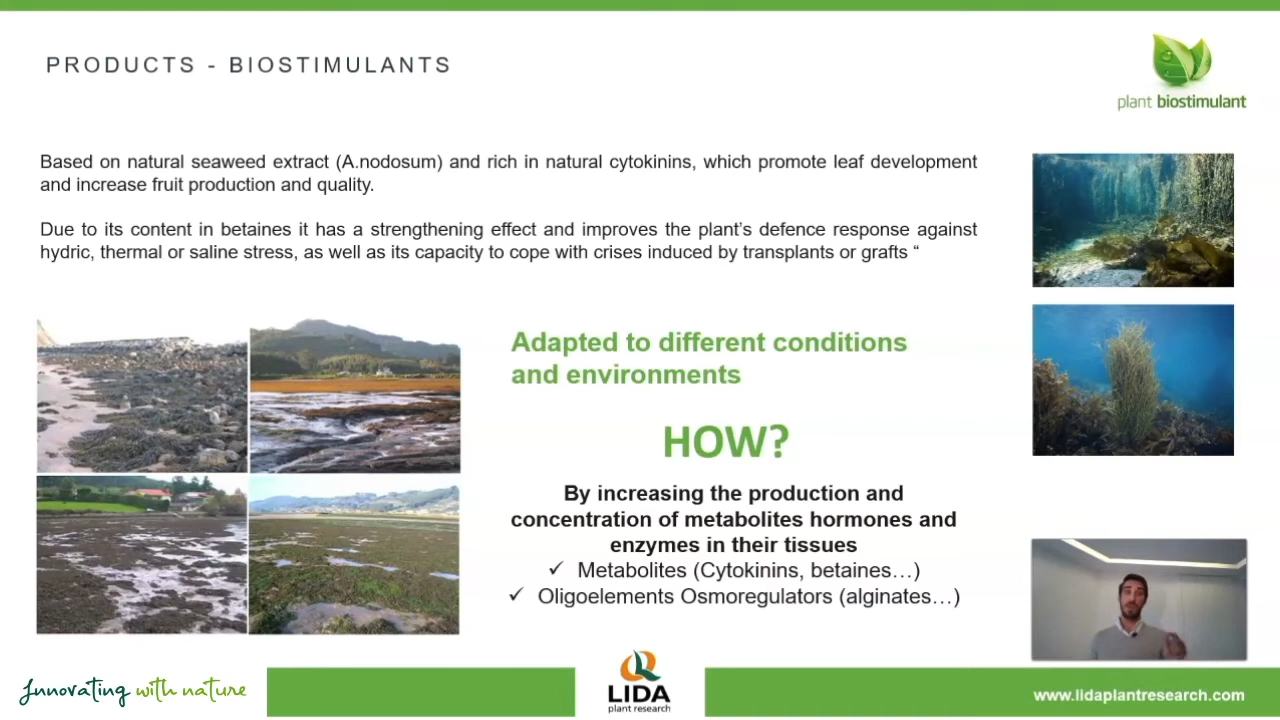 PRODUCTS - BIOSTIMULANTS
plant biostimulant
Based on natural seaweed extract (A.nodosum) and rich in natural cytokinins, which promote leaf development
and increase fruit production and quality.
Due to its content in betaines it has a strengthening effect and improves the plant's defence response against
hydric, thermal or saline stress, as well as its capacity to cope with crises induced by transplants or grafts “
Adapted to different conditions
and environments
HOW?
By increasing the production and
concentration of metabolites hormones and
enzymes in their tissues
✓ Metabolites (Cytokinins, betaines…)
✓ Oligoelements Osmoregulators (alginates…)
Innovating with nature
LIDA
plant research
www.lidaplantresearch.com